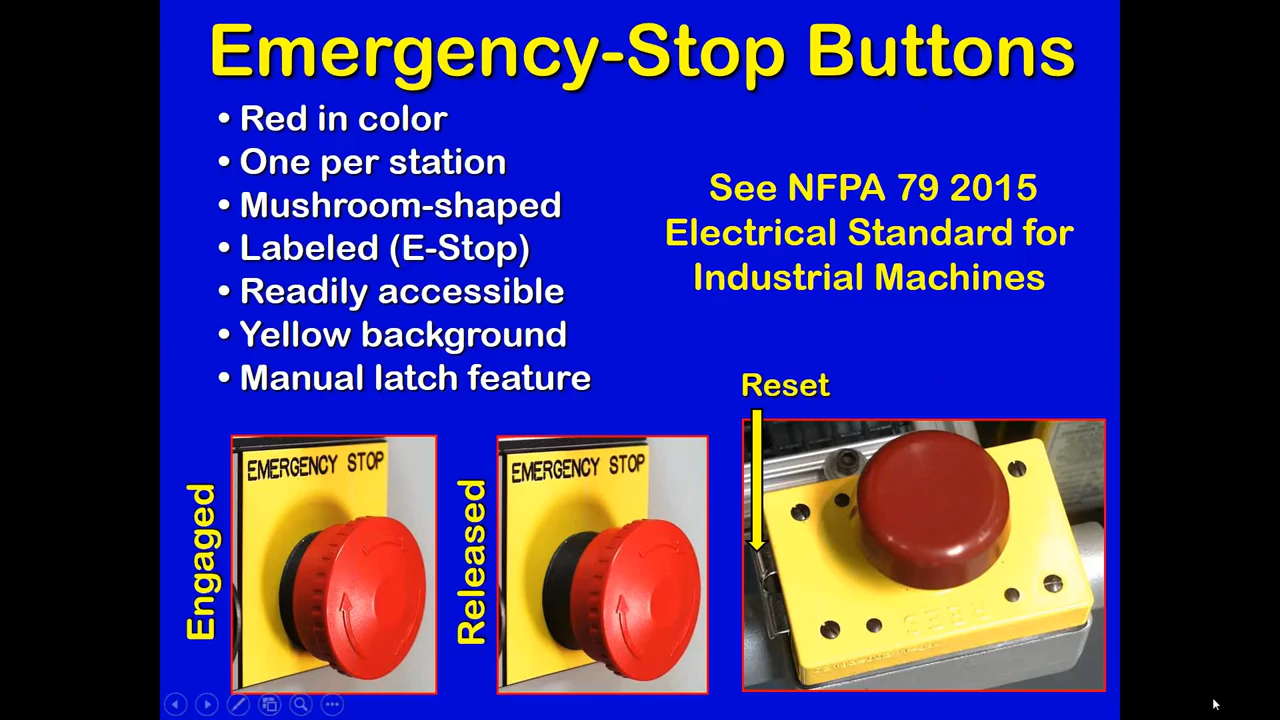 Emergency-Stop Buttons
• Red in color
• One per station
• Mushroom-shaped
• Labeled (E-Stop)
• Readily accessible
• Yellow background
• Manual latch feature
See NFPA 79 2015
Electrical Standard for
Industrial Machines
Reset
Engaged
EMERGENCY STOP
Released
EMERGENCY STOP
REES